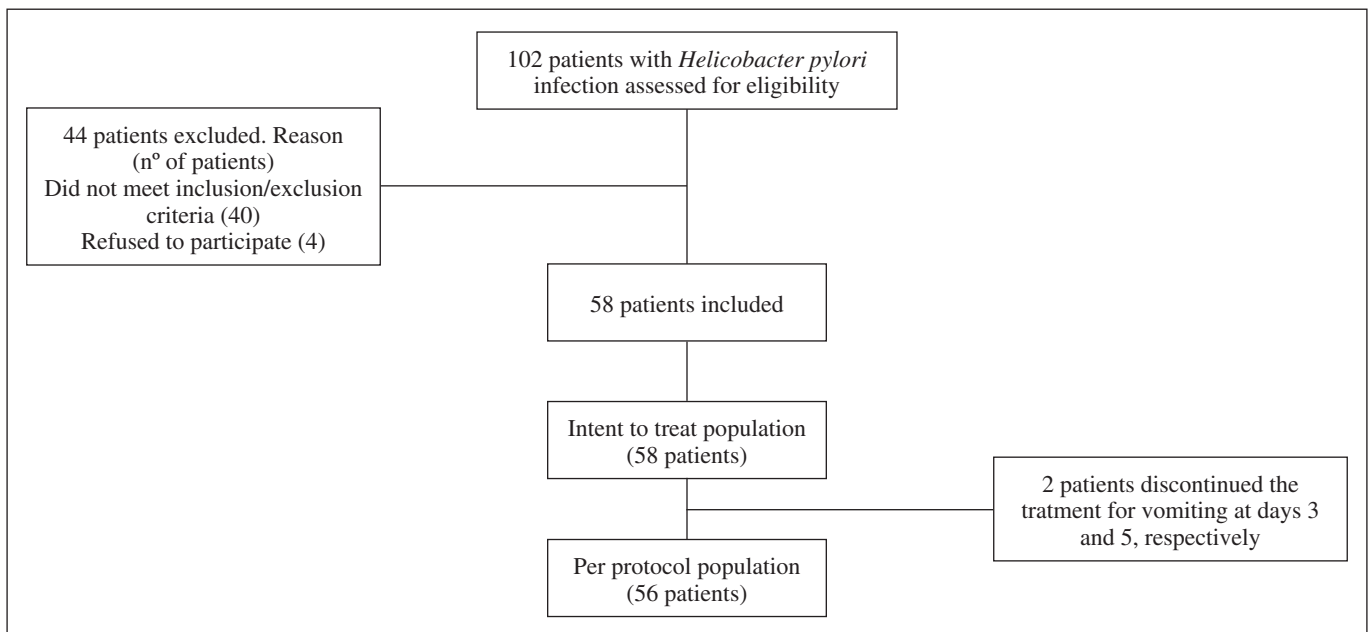 102 patients with Helicobacter pylori
infection assessed for eligibility
44 patients excluded. Reason
(nº of patients)
Did not meet inclusion/exclusion
criteria (40)
Refused to participate (4)
58 patients included
Intent to treat population
(58 patients)
2 patients discontinued the
tratment for vomiting at days 3
and 5, respectively
Per protocol population
(56 patients)